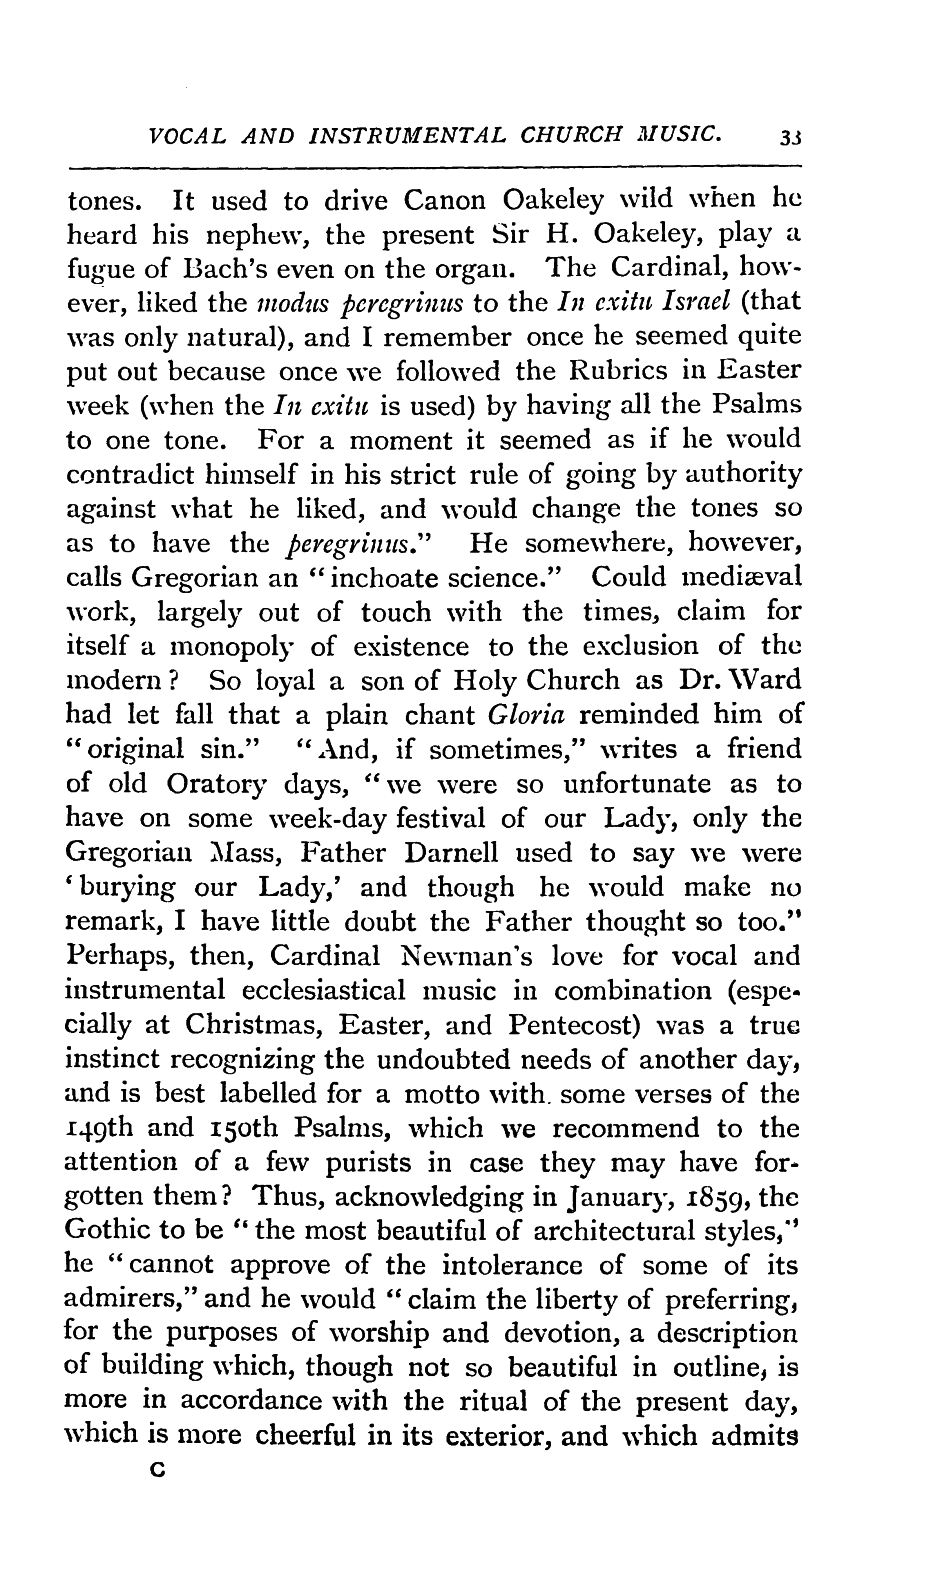 VOCAL AND INSTRUMENTAL CHURCH MUSIC. 33
tones. It used to drive Canon Oakeley wild when he
heard his nephew, the present Sir H. Oakeley, play a
fugue of Bach's even on the organ. The Cardinal, how-
ever, liked the modus peregrinus to the In exitu Israel (that
was only natural), and I remember once he seemed quite
put out because once we followed the Rubrics in Easter
week (when the In exitu is used) by having all the Psalms
to one tone. For a moment it seemed as if he would
contradict himself in his strict rule of going by authority
against what he liked, and would change the tones so
as to have the peregrinus." He somewhere, however,
calls Gregorian an "inchoate science." Could mediæval
work, largely out of touch with the times, claim for
itself a monopoly of existence to the exclusion of the
modern? So loyal a son of Holy Church as Dr. Ward
had let fall that a plain chant Gloria reminded him of
"original sin." "And, if sometimes," writes a friend
of old Oratory days, "we were so unfortunate as to
have on some week-day festival of our Lady, only the
Gregorian Mass, Father Darnell used to say we were
'burying our Lady,' and though he would make no
remark, I have little doubt the Father thought so too."
Perhaps, then, Cardinal Newman's love for vocal and
instrumental ecclesiastical music in combination (espe-
cially at Christmas, Easter, and Pentecost) was a true
instinct recognizing the undoubted needs of another day,
and is best labelled for a motto with. some verses of the
149th and 150th Psalms, which we recommend to the
attention of a few purists in case they may have for-
gotten them? Thus, acknowledging in January, 1859, the
Gothic to be "the most beautiful of architectural styles,"
he "cannot approve of the intolerance of some of its
admirers," and he would "claim the liberty of preferring,
for the purposes of worship and devotion, a description
of building which, though not so beautiful in outline, is
more in accordance with the ritual of the present day,
which is more cheerful in its exterior, and which admits
C